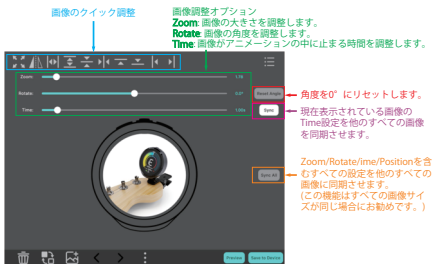 画像のクイック調整
画像調整オプション
Zoom: 画像の大きさを調整します。
Rotate: 画像の角度を調整します。
Time: 画像がアニメーションの中に止まる時間を調整します。
Zoom:
1.1x
Rotate:
0.0°
Time:
Reset Angle
角度を0°にリセットします。
Sync
現在表示されている画像の
Time設定を他のすべての画像
を同期させます。
Sync All
Zoom/Rotate/ime/Positionを含
むすべての設定を他のすべての
画像に同期させます。
(この機能はすべての画像サイ
ズが同じ場合にお勧めです。)
Preview
Save to Device